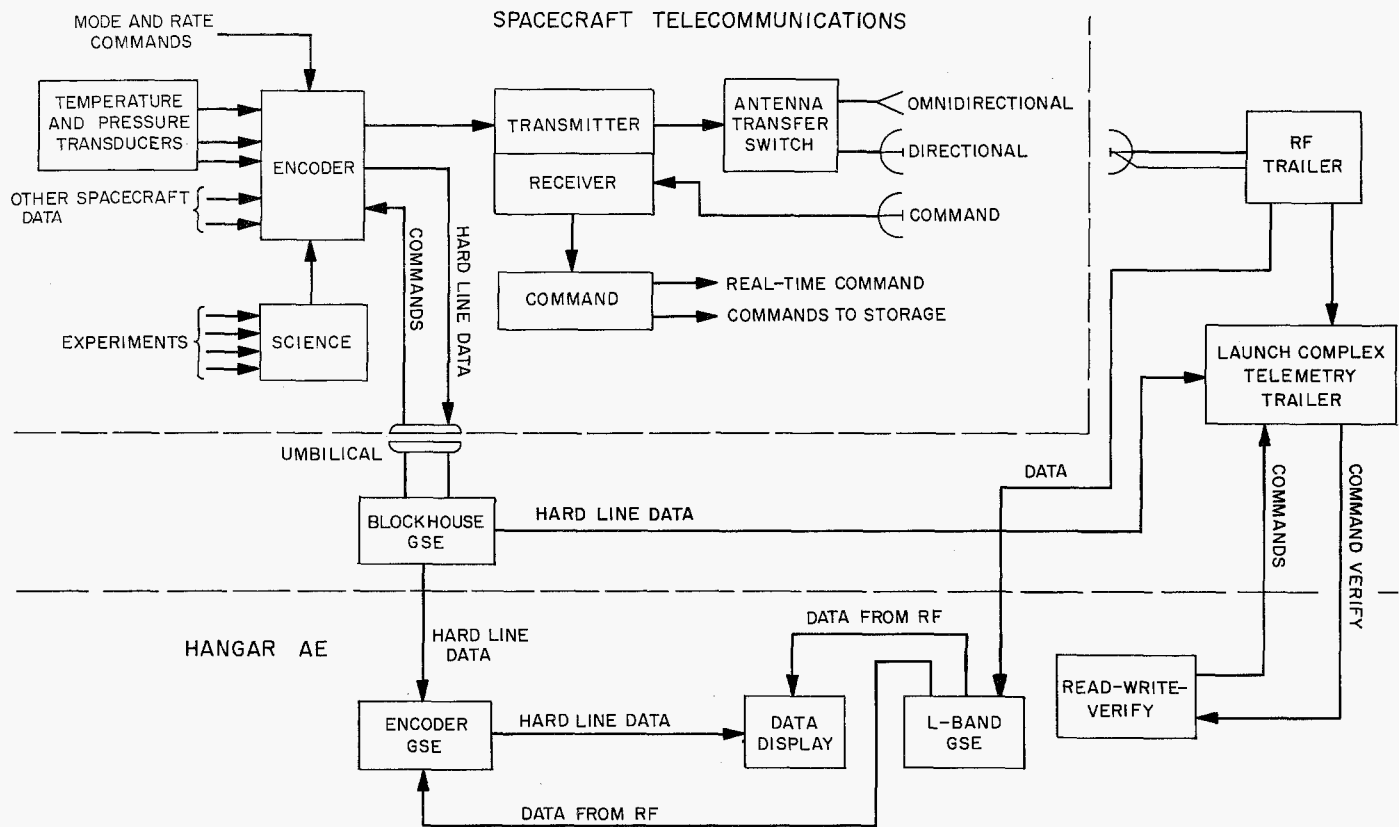 SPACECRAFT TELECOMMUNICATIONS
MODE AND RATE
COMMANDS
TEMPERATURE
AND PRESSURE
TRANSDUCERS
ENCODER
OTHER SPACECRAFT
DATA
EXPERIMENTS
SCIENCE
COMMANDS
HARD LINE DATA
TRANSMITTER
RECEIVER
COMMAND
ANTENNA
TRANSFER
SWITCH
OMNIDIRECTIONAL
DIRECTIONAL
COMMAND
REAL-TIME COMMAND
COMMANDS TO STORAGE
RF
TRAILER
LAUNCH COMPLEX
TELEMETRY
TRAILER
UMBILICAL
BLOCKHOUSE
GSE
HARD LINE DATA
DATA
COMMANDS
COMMAND VERIFY
HANGAR AE
HARD LINE
DATA
DATA FROM RF
ENCODER
GSE
HARD LINE DATA
DATA
DISPLAY
L-BAND
GSE
READ-WRITE-
VERIFY
DATA FROM RF